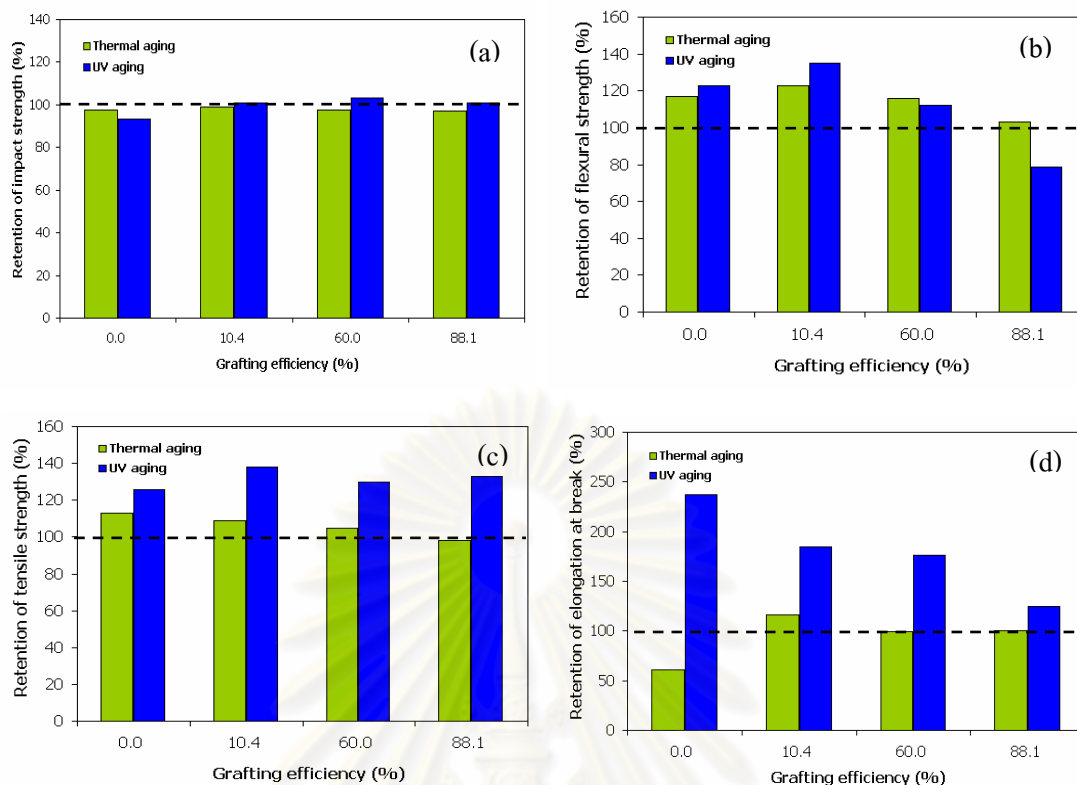 (a)
Thermal aging
UV aging
Retention of impact strength (%)
140
120
100
80
60
40
20
0
0.0 10.4 60.0 88.1
Grafting efficiency (%)
(b)
Thermal aging
UV aging
Retention of flexural strength (%)
160
140
120
100
80
60
40
20
0
0.0 10.4 60.0 88.1
Grafting efficiency (%)
(c)
Thermal aging
UV aging
Retention of tensile strength (%)
160
140
120
100
80
60
40
20
0
0.0 10.4 60.0 88.1
Grafting efficiency (%)
(d)
Thermal aging
UV aging
Retention of elongation at break (%)
300
250
200
150
100
50
0
0.0 10.4 60.0 88.1
Grafting efficiency (%)